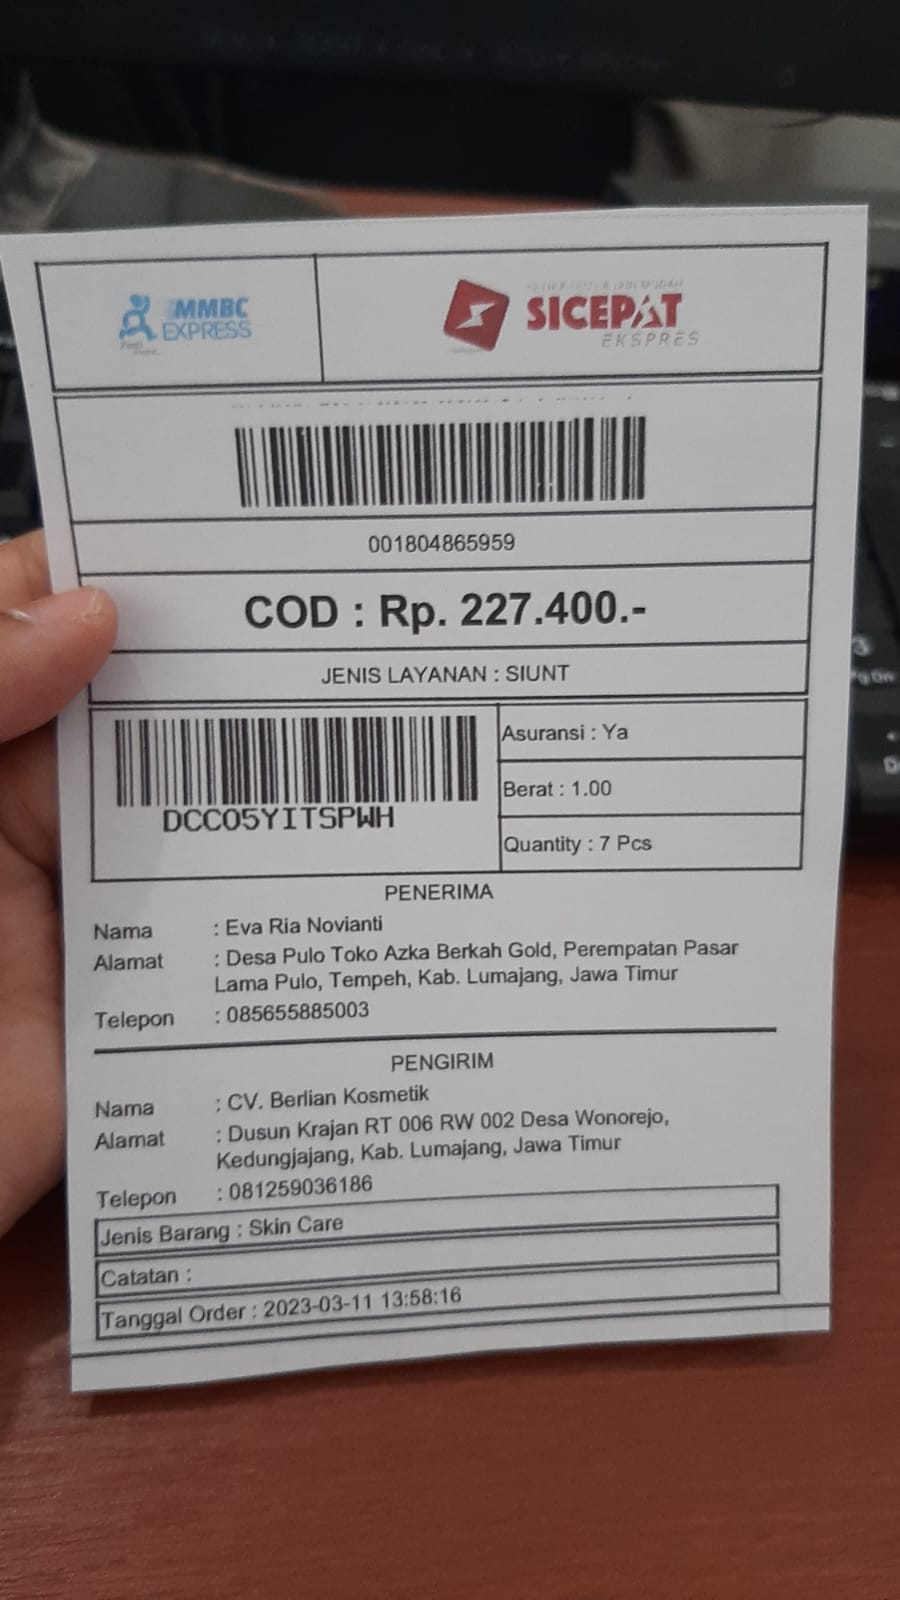 MMBC
EXPRESS
SICEPAT
EKSPRES
001804865959
COD : Rp. 227.400.-
JENIS LAYANAN : SIUNT
DCC05YITSPWH
Asuransi : Ya
Berat : 1.00
Quantity : 7 Pcs
PENERIMA
Nama : Eva Ria Novianti
Alamat : Desa Pulo Toko Azka Berkah Gold, Perempatan Pasar
Lama Pulo, Tempeh, Kab. Lumajang, Jawa Timur
Telepon : 085655885003
PENGIRIM
Nama : CV. Berlian Kosmetik
Alamat : Dusun Krajan RT 006 RW 002 Desa Wonorejo,
Kedungjajang, Kab. Lumajang, Jawa Timur
Telepon : 081259036186
Jenis Barang : Skin Care
Catatan :
Tanggal Order : 2023-03-11 13:58:16